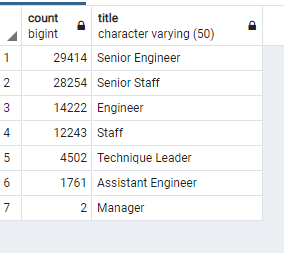 count title
bigint character varying (50)
1 29414 Senior Engineer
2 28254 Senior Staff
3 14222 Engineer
4 12243 Staff
5 4502 Technique Leader
6 1761 Assistant Engineer
7 2 Manager